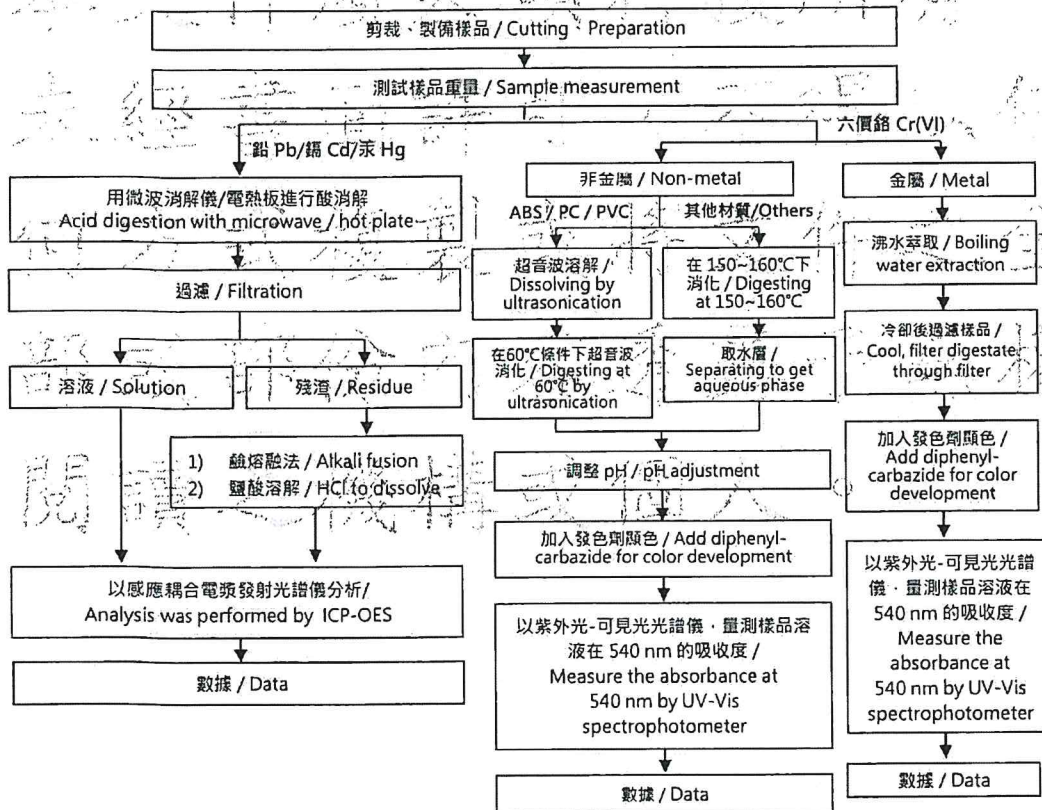 剪裁、製備樣品 / Cutting、Preparation
測試樣品重量 / Sample measurement
鉛 Pb/鎘 Cd/汞 Hg
六價鉻 Cr(VI)
用微波消解儀/電熱板進行酸消解
Acid digestion with microwave / hot plate
過濾 / Filtration
溶液 / Solution
殘渣 / Residue
1) 鹼熔融法 / Alkali fusion
2) 鹽酸溶解 / HCl to dissolve
以感應耦合電漿發射光譜儀分析/
Analysis was performed by ICP-OES
數據 / Data
非金屬 / Non-metal
ABS / PC / PVC
其他材質/Others
超音波溶解 /
Dissolving by
ultrasonication
在 150~160°C下
消化 / Digesting
at 150~160°C
在60°C條件下超音波
消化 / Digesting at
60°C by
ultrasonication
取水層 /
Separating to get
aqueous phase
調整 pH / pH adjustment
加入發色劑顯色 / Add diphenyl-
carbazide for color development
以紫外光-可見光光譜儀，量測樣品溶
液在 540 nm 的吸收度 /
Measure the absorbance at
540 nm by UV-Vis
spectrophotometer
數據 / Data
金屬 / Metal
沸水萃取 / Boiling
water extraction
冷卻後過濾樣品 /
Cool, filter digestate
through filter
加入發色劑顯色 /
Add diphenyl-
carbazide for color
development
以紫外光-可見光光譜
儀，量測樣品溶液在
540 nm 的吸收度 /
Measure the
absorbance at
540 nm by UV-Vis
spectrophotometer
數據 / Data